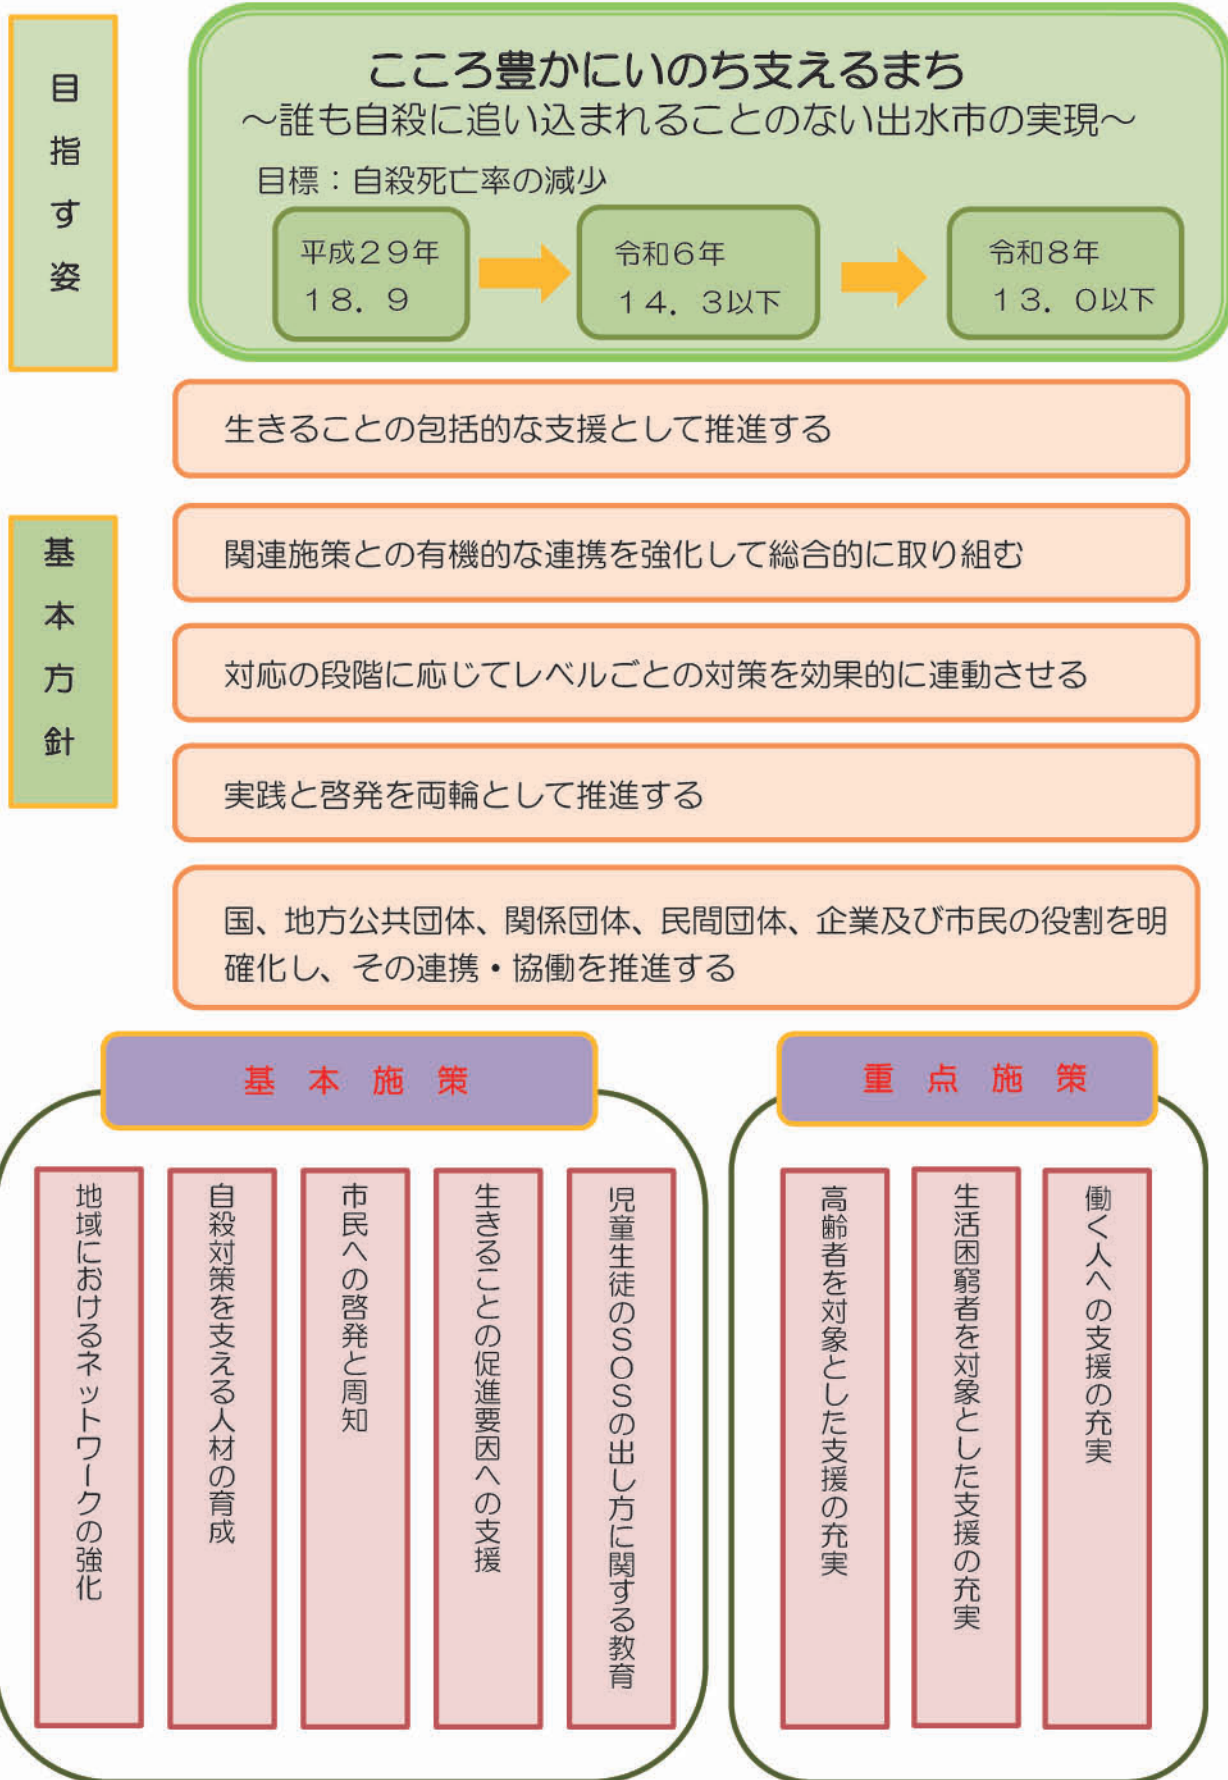 目指す姿
こころ豊かにいのち支えるまち
～誰も自殺に追い込まれることのない出水市の実現～
目標：自殺死亡率の減少
平成２９年
１８．９
令和６年
１４．３以下
令和８年
１３．０以下
基本方針
生きることの包括的な支援として推進する
関連施策との有機的な連携を強化して総合的に取り組む
対応の段階に応じてレベルごとの対策を効果的に連動させる
実践と啓発を両輪として推進する
国、地方公共団体、関係団体、民間団体、企業及び市民の役割を明
確化し、その連携・協働を推進する
基本施策
地域におけるネットワークの強化
自殺対策を支える人材の育成
市民への啓発と周知
生きることの促進要因への支援
児童生徒のＳＯＳの出し方に関する教育
重点施策
高齢者を対象とした支援の充実
生活困窮者を対象とした支援の充実
働く人への支援の充実